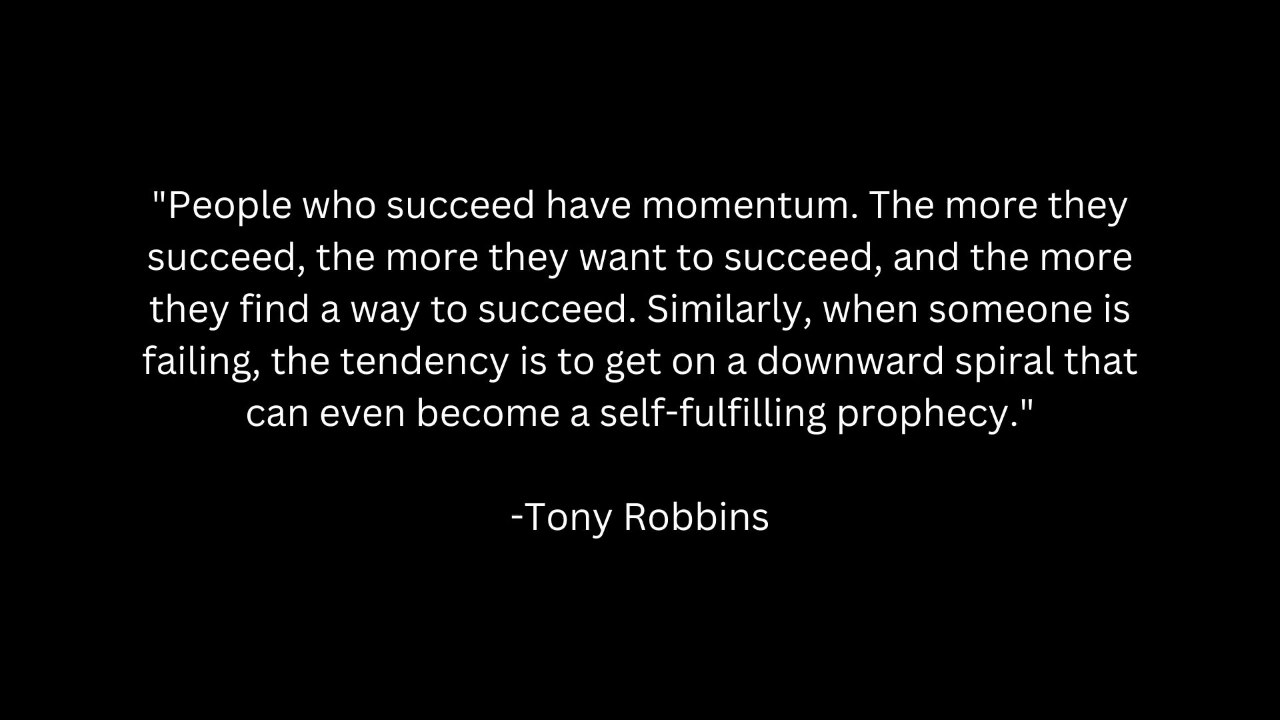 "People who succeed have momentum. The more they
succeed, the more they want to succeed, and the more
they find a way to succeed. Similarly, when someone is
failing, the tendency is to get on a downward spiral that
can even become a self-fulfilling prophecy."
-Tony Robbins